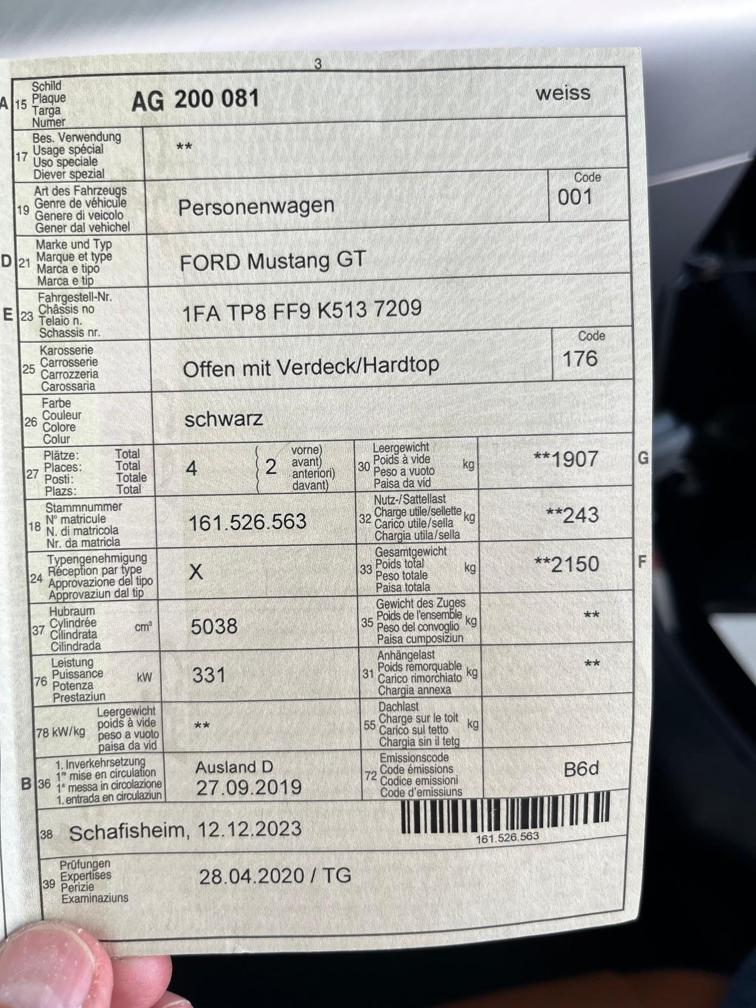 3
A 15 Schild
Plaque
Targa
Numer
AG 200 081 weiss
17 Bes. Verwendung
Usage spécial
Uso speciale
Diever spezial
**
19 Art des Fahrzeugs
Genre de véhicule
Genere di veicolo
Gener dal vehichel
Personenwagen
Code
001
D 21 Marke und Typ
Marque et type
Marca e tipo
Marca e tip
FORD Mustang GT
E 23 Fahrgestell-Nr.
Châssis no
Telaio n.
Schassis nr.
1FA TP8 FF9 K513 7209
25 Karosserie
Carrosserie
Carrozzeria
Carossaria
Offen mit Verdeck/Hardtop
Code
176
26 Farbe
Couleur
Colore
Colur
schwarz
27 Plätze: Total
Places: Total
Posti: Totale
Plazs: Total
4 ( 2 vorne)
avant)
anteriori)
davant)
30 Leergewicht
Poids à vide
Peso a vuoto
Paisa da vid
kg
**1907 G
18 Stammnummer
N° matricule
N. di matricola
Nr. da matricla
161.526.563
32 Nutz-/Sattellast
Charge utile/sellette
Carico utile/sella
Chargia utila/sella
kg
**243
24 Typengenehmigung
Réception par type
Approvazione del tipo
Approvaziun dal tip
X
33 Gesamtgewicht
Poids total
Peso totale
Paisa totala
kg
**2150 F
37 Hubraum
Cylindrée
Cilindrata
Cilindrada
cm³
5038
35 Gewicht des Zuges
Poids de l'ensemble
Peso del convoglio
Paisa cumposiziun
kg
**
76 Leistung
Puissance
Potenza
Prestaziun
kW
331
31 Anhängelast
Poids remorquable
Carico rimorchiato
Chargia annexa
kg
**
78 kW/kg Leergewicht
poids à vide
peso a vuoto
paisa da vid
**
55 Dachlast
Charge sur le toit
Carico sul tetto
Chargia sin il tetg
kg
B 36 1. Inverkehrsetzung
1re mise en circulation
1a messa in circolazione
1. entrada en circulaziun
Ausland D
27.09.2019
72 Emissionscode
Code émissions
Codice emissioni
Code d'emissiuns
B6d
38 Schafisheim, 12.12.2023
161.526.563
39 Prüfungen
Expertises
Perizie
Examinaziuns
28.04.2020 / TG